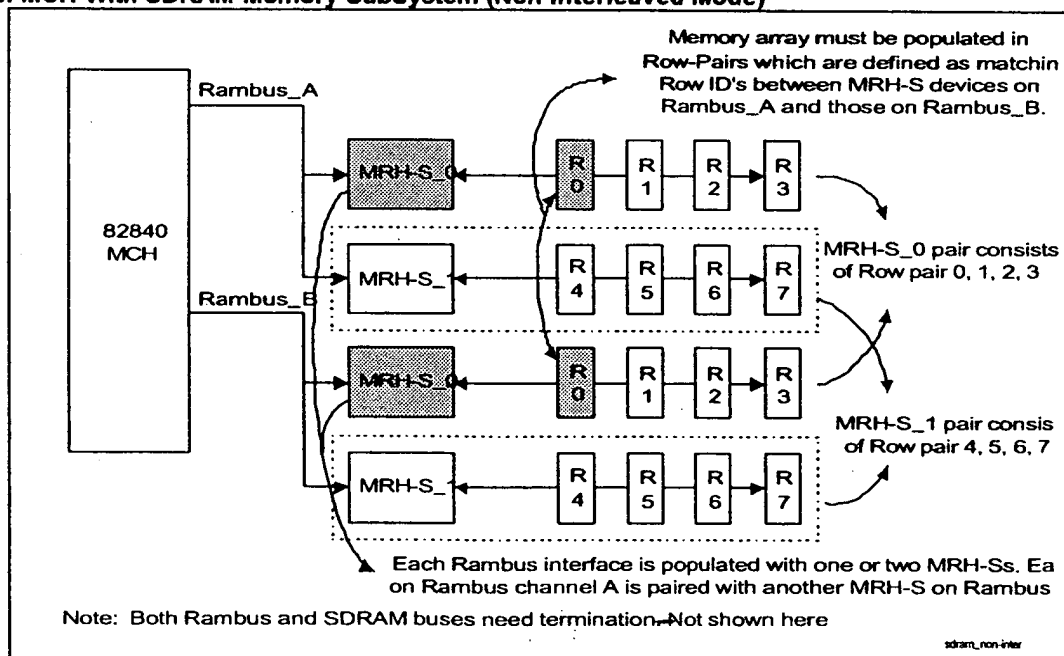 MCH with SDRAM Memory Subsystem (Non-Interleaved Mode)
Memory array must be populated in
Row-Pairs which are defined as matchin
Row ID's between MRH-S devices on
Rambus_A and those on Rambus_B.
Rambus_A
82840
MCH
MRH-S_0
R 0
R 1
R 2
R 3
MRH-S_
R 4
R 5
R 6
R 7
MRH-S_0 pair consists
of Row pair 0, 1, 2, 3
Rambus_B
MRH-S_0
R 0
R 1
R 2
R 3
MRH-S_
R 4
R 5
R 6
R 7
MRH-S_1 pair consis
of Row pair 4, 5, 6, 7
Each Rambus interface is populated with one or two MRH-Ss. Ea
on Rambus channel A is paired with another MRH-S on Rambus
Note: Both Rambus and SDRAM buses need termination. Not shown here
sdram_non-inter